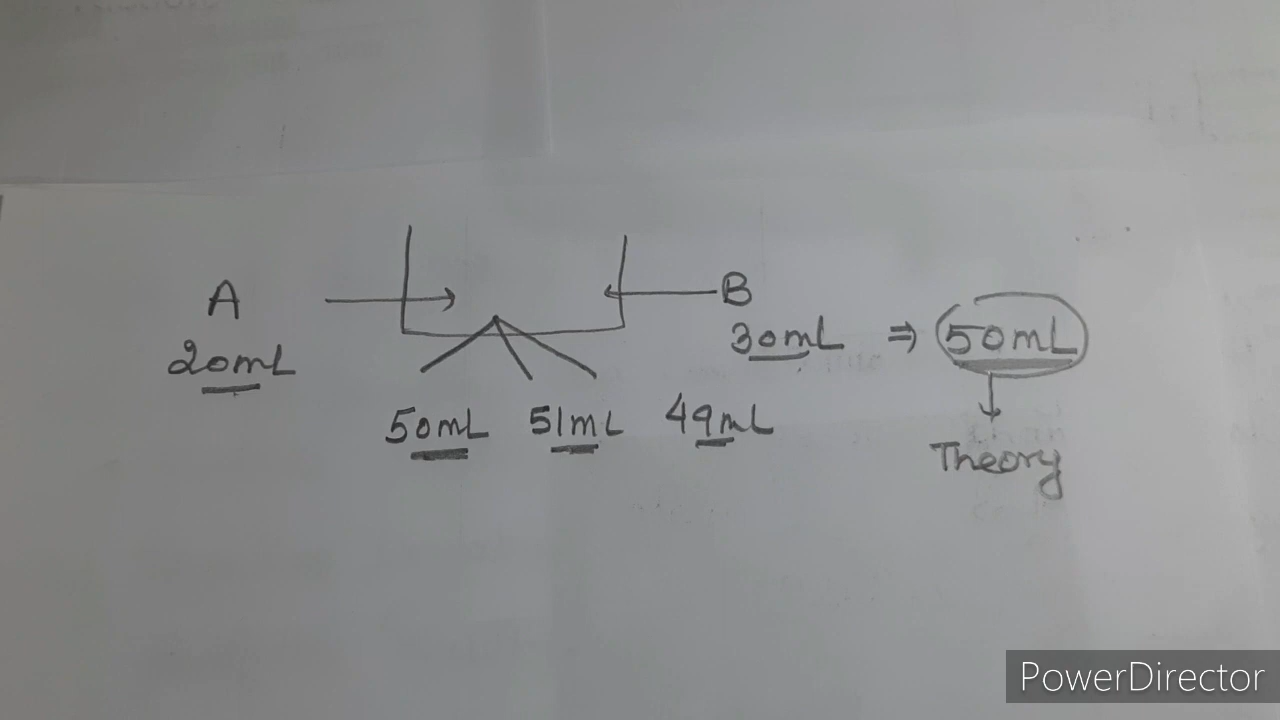 A
B
20mL
30mL ⇒ 50mL
50mL 51mL 49mL
Theory
PowerDirector